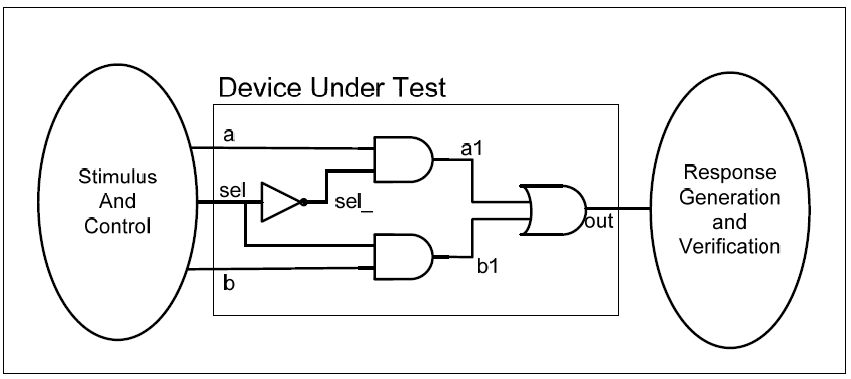 Device Under Test
Stimulus
And
Control
a
sel
sel_
b
a1
b1
out
Response
Generation
and
Verification